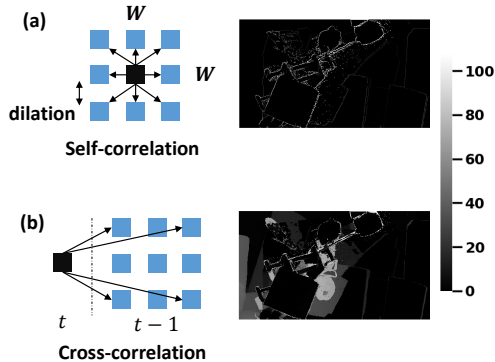 (a)
W
W
dilation
Self-correlation
100
80
60
40
20
0
(b)
t
t − 1
Cross-correlation